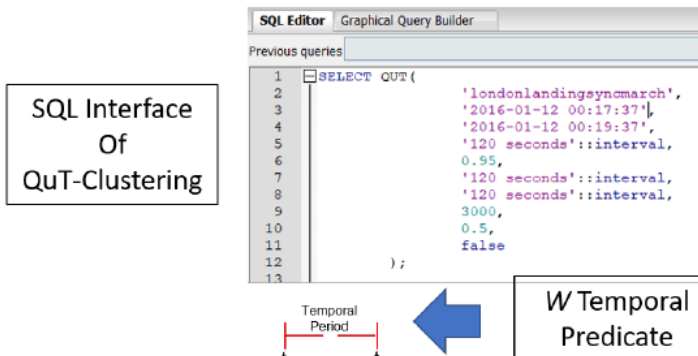 SQL Editor Graphical Query Builder
Previous queries
SQL Interface
Of
QuT-Clustering
1 SELECT QUT(
2 'londonlandingsyncmarch',
3 '2016-01-12 00:17:37',
4 '2016-01-12 00:19:37',
5 '120 seconds'::interval,
6 0.95,
7 '120 seconds'::interval,
8 '120 seconds'::interval,
9 3000,
10 0.5,
11 false
12 );
13
Temporal
Period
W Temporal
Predicate